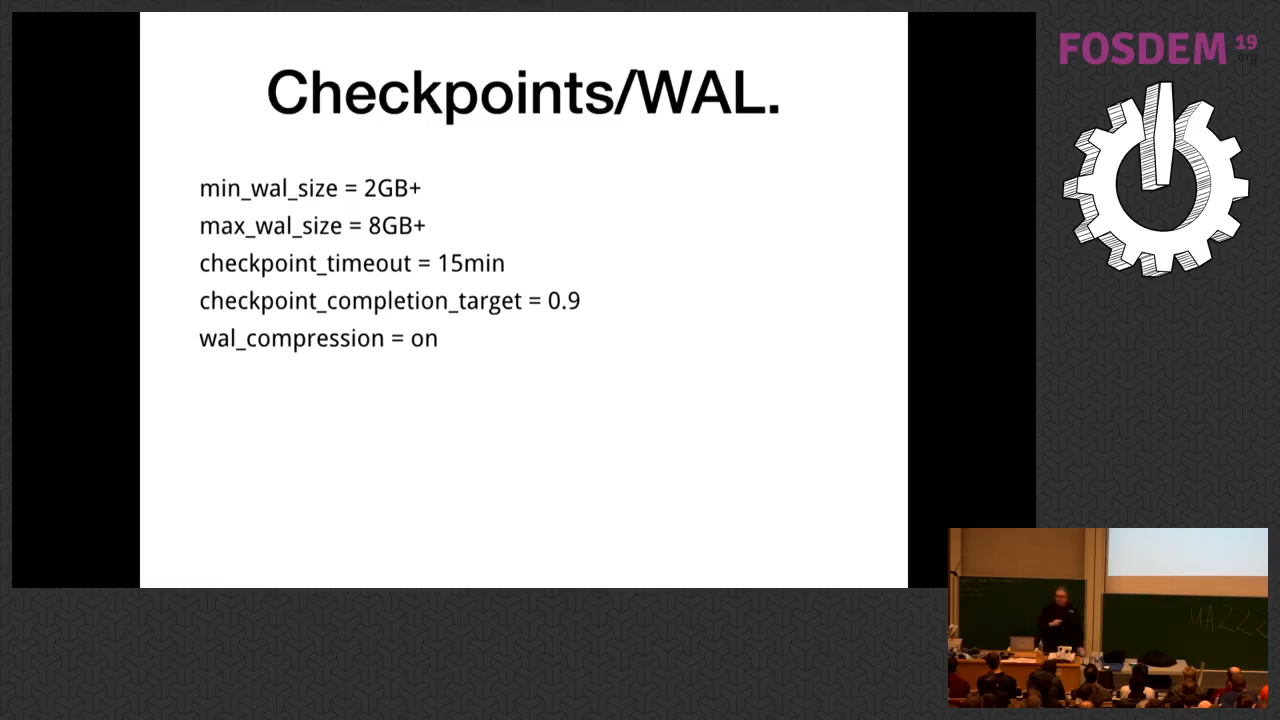 Checkpoints/WAL.
min_wal_size = 2GB+
max_wal_size = 8GB+
checkpoint_timeout = 15min
checkpoint_completion_target = 0.9
wal_compression = on
FOSDEM 19
.org